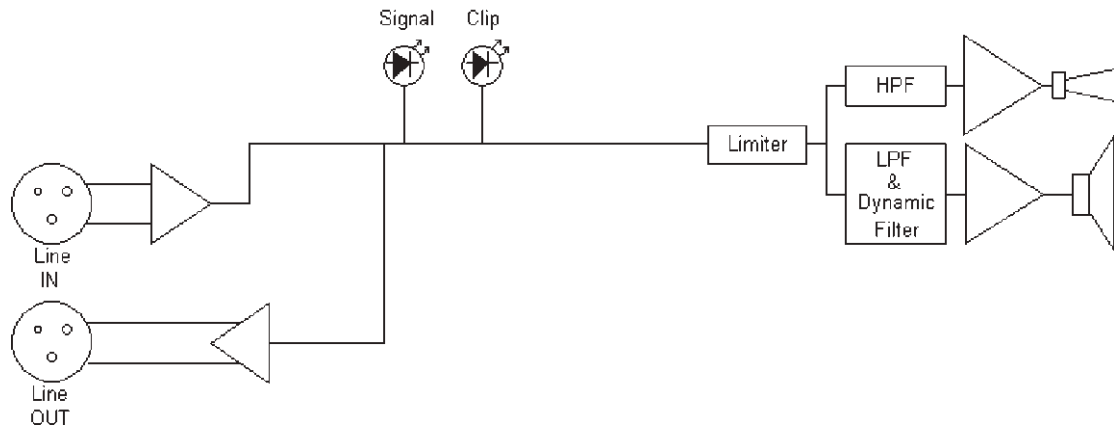 Signal
Clip
HPF
Limiter
LPF
&
Dynamic
Filter
Line
IN
Line
OUT